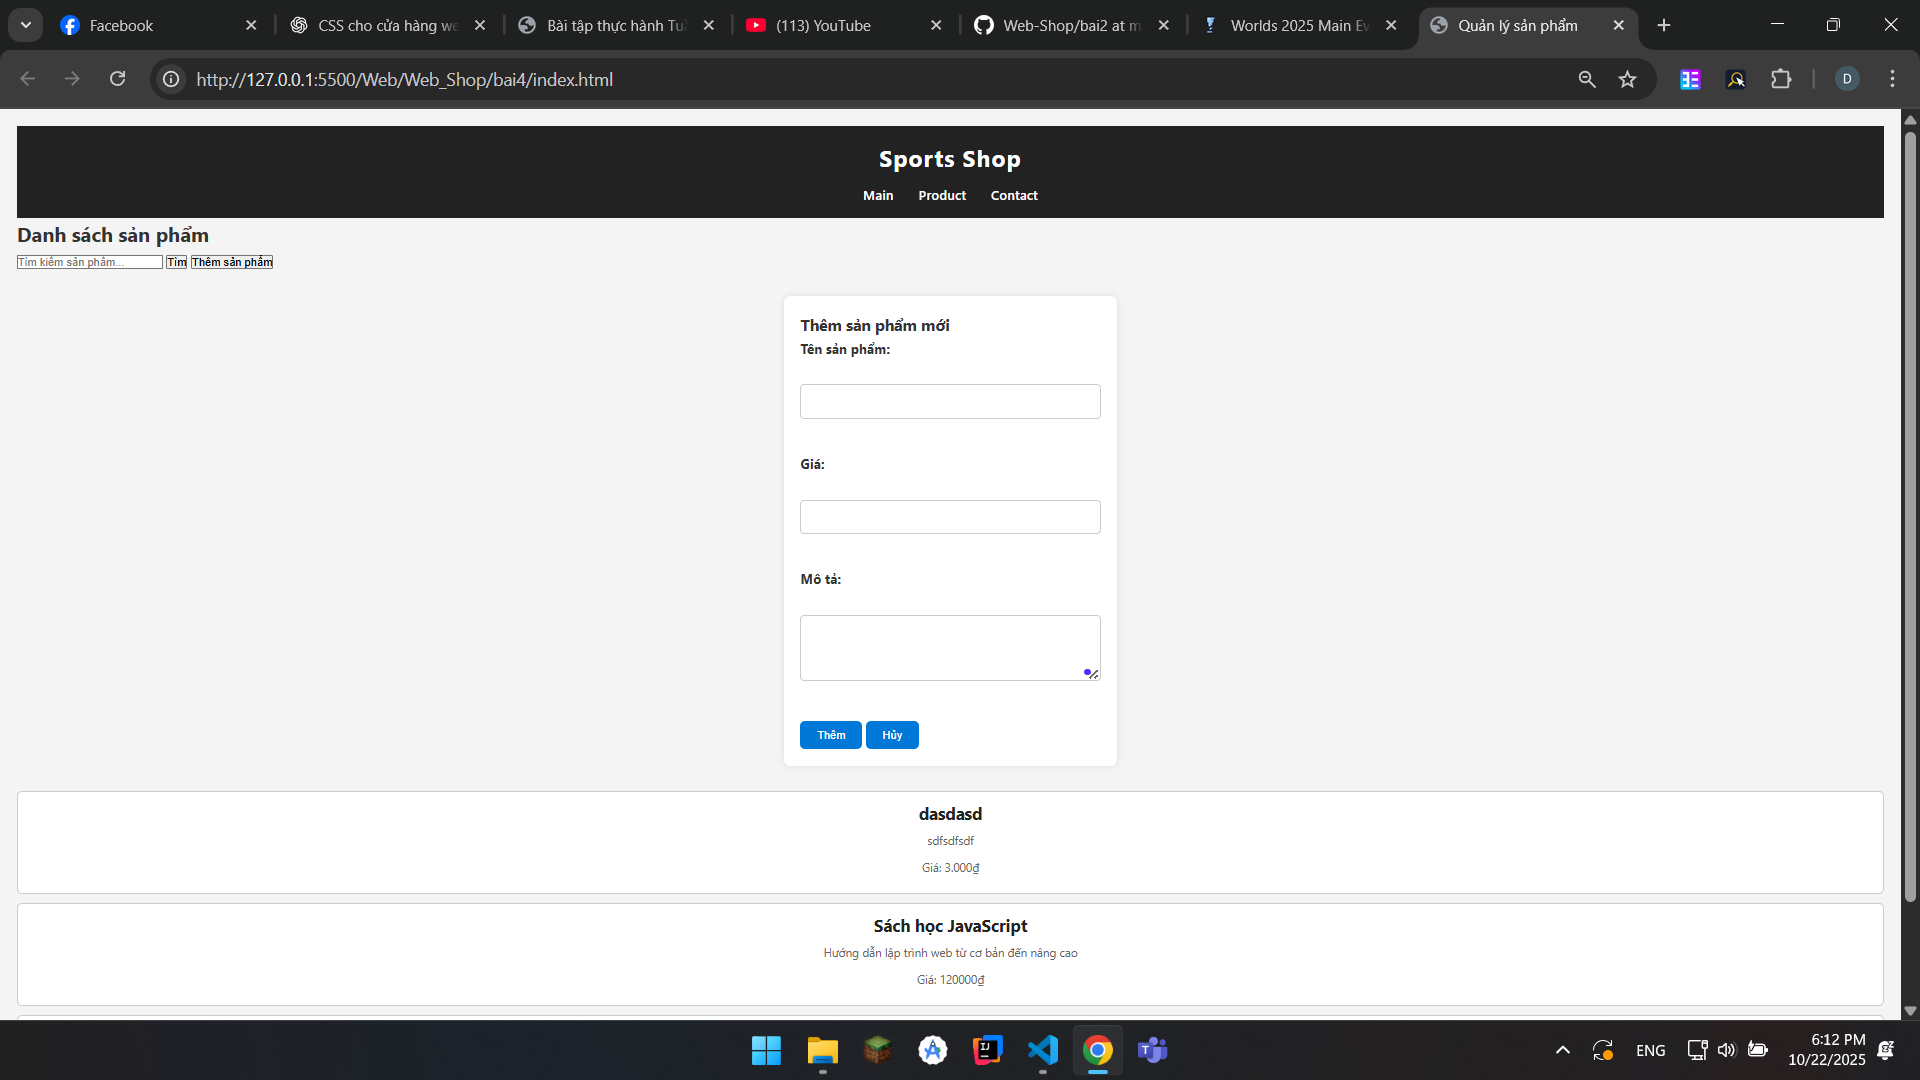 Facebook
CSS cho cửa hàng we
Bài tập thực hành Tuầ
(113) YouTube
Web-Shop/bai2 at m
Worlds 2025 Main Ev
Quản lý sản phẩm
http://127.0.0.1:5500/Web/Web_Shop/bai4/index.html
D
Sports Shop
Main Product Contact
Danh sách sản phẩm
Tìm kiếm sản phẩm... Tìm Thêm sản phẩm
Thêm sản phẩm mới
Tên sản phẩm:
Giá:
Mô tả:
Thêm Hủy
dasdasd
sdfsdfsdf
Giá: 3.000₫
Sách học JavaScript
Hướng dẫn lập trình web từ cơ bản đến nâng cao
Giá: 120000₫
ENG
6:12 PM
10/22/2025